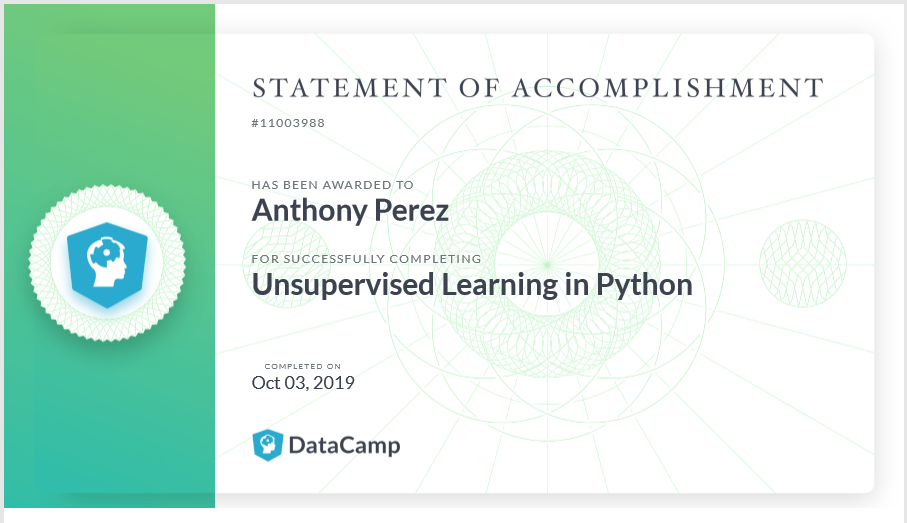 STATEMENT OF ACCOMPLISHMENT
#11003988
HAS BEEN AWARDED TO
Anthony Perez
FOR SUCCESSFULLY COMPLETING
Unsupervised Learning in Python
COMPLETED ON
Oct 03, 2019
DataCamp